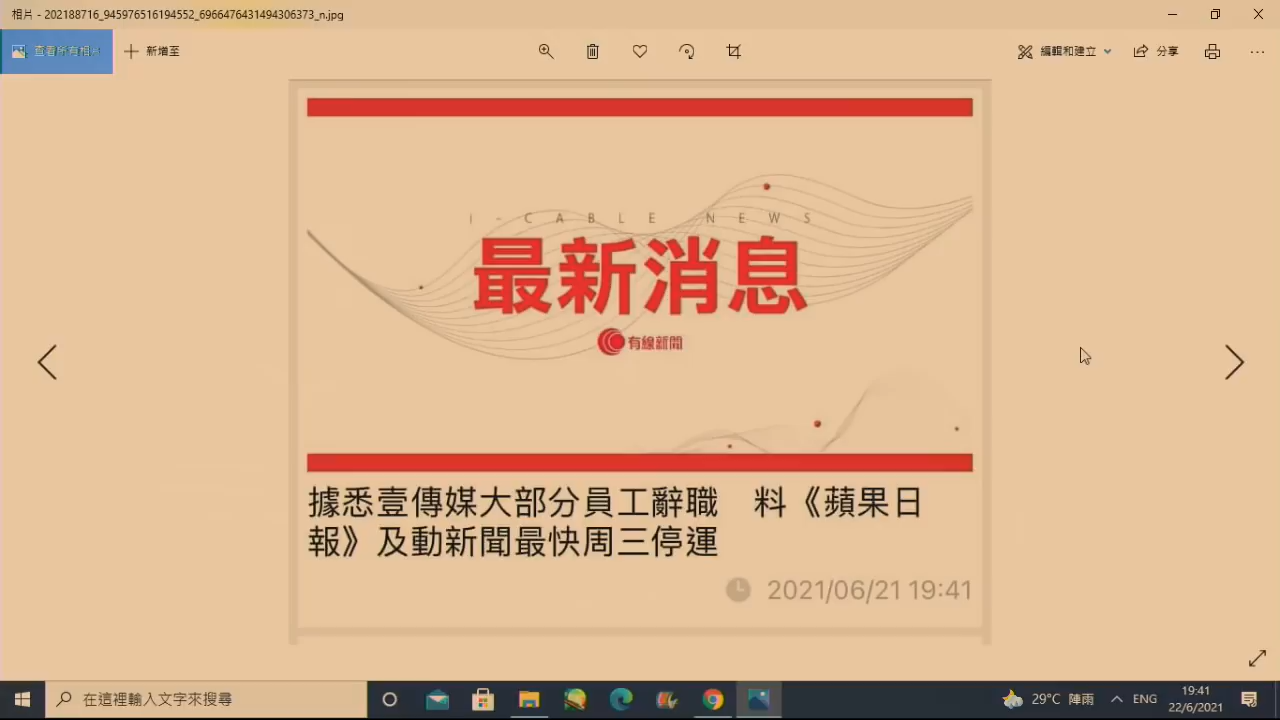 相片 - 202188716_945976516194552_6966476431494306373_n.jpg
查看所有相片
新增至
編輯和建立
分享
i - C A B L E N E W S
最新消息
有線新聞
據悉壹傳媒大部分員工辭職　料《蘋果日
報》及動新聞最快周三停運
2021/06/21 19:41
在這裡輸入文字來搜尋
29°C 陣雨
ENG
19:41
22/6/2021